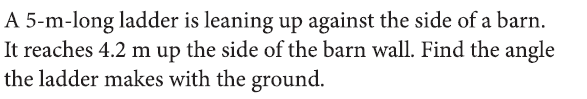 A 5-m-long ladder is leaning up against the side of a barn.
It reaches 4.2 m up the side of the barn wall. Find the angle
the ladder makes with the ground.